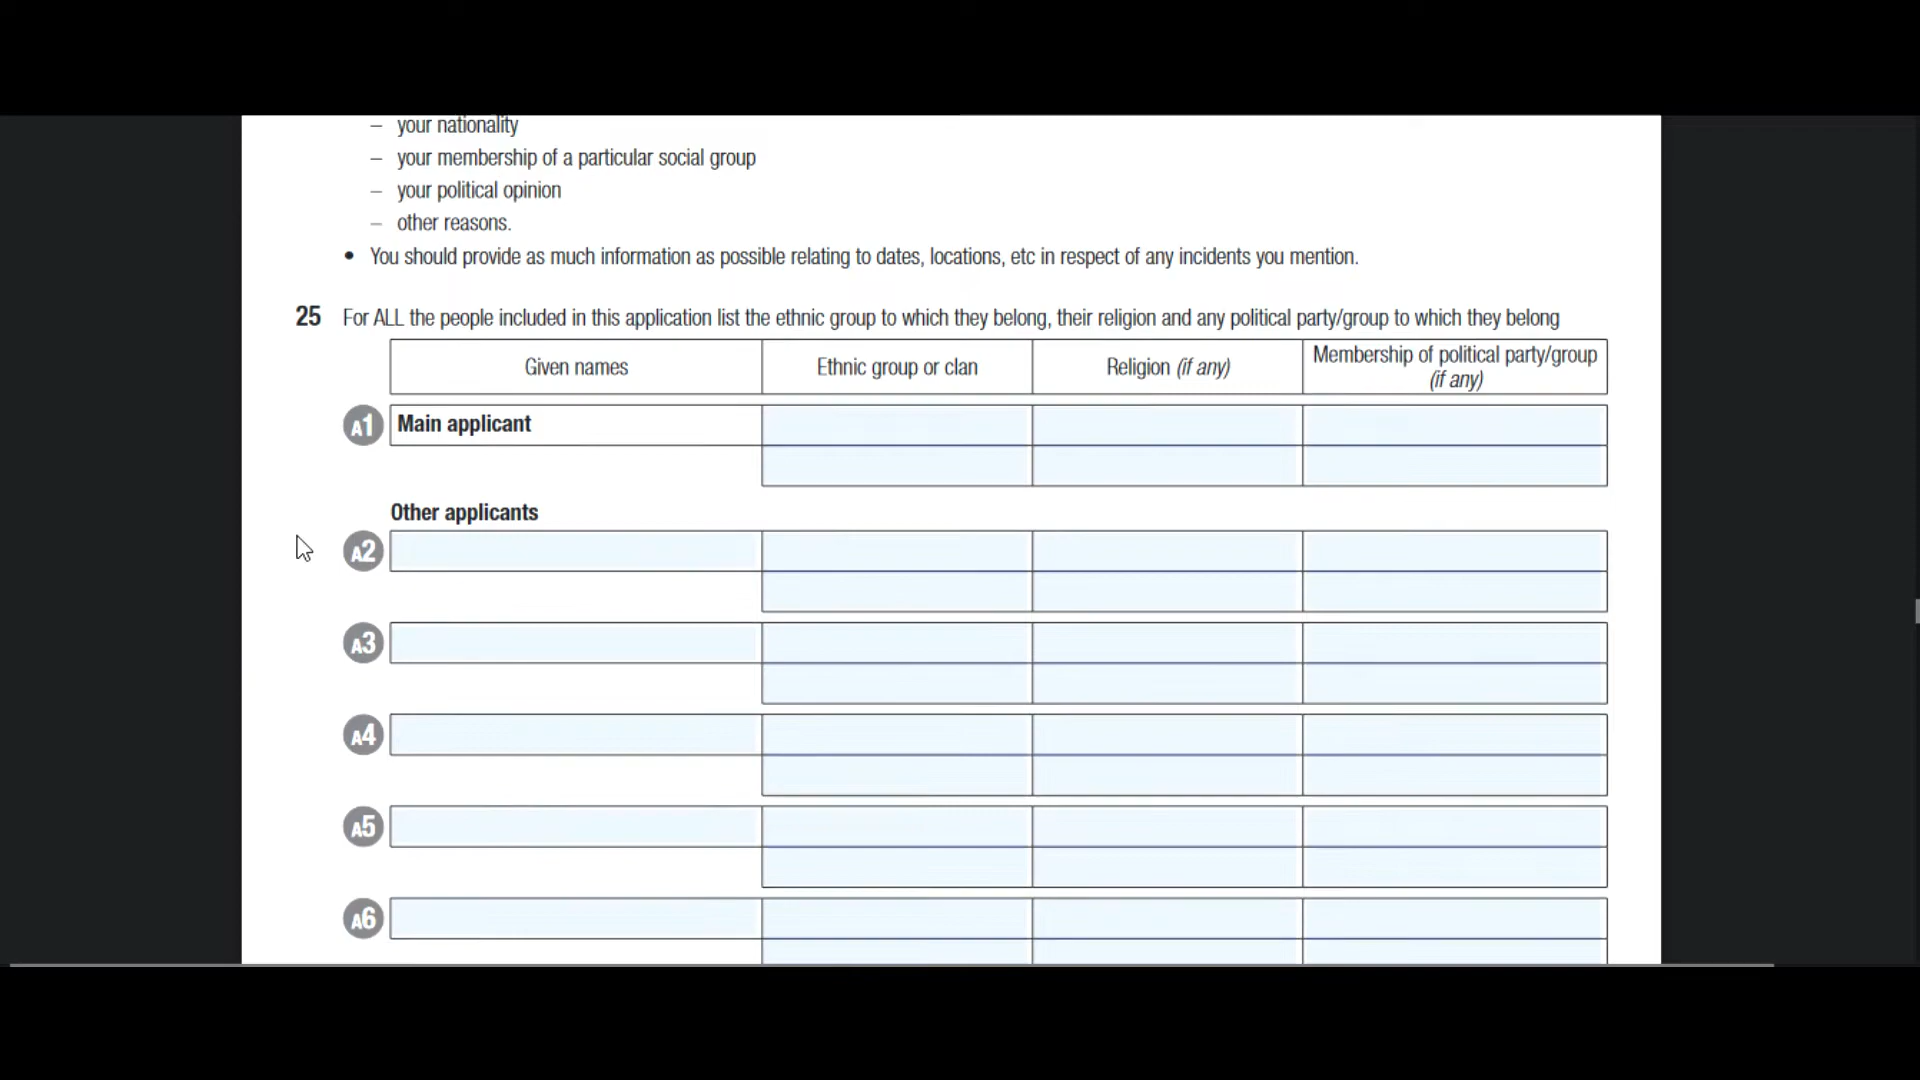 – your nationality
– your membership of a particular social group
– your political opinion
– other reasons.
• You should provide as much information as possible relating to dates, locations, etc in respect of any incidents you mention.
25 For ALL the people included in this application list the ethnic group to which they belong, their religion and any political party/group to which they belong
Given names
Ethnic group or clan
Religion (if any)
Membership of political party/group
(if any)
A1 Main applicant
Other applicants
A2
A3
A4
A5
A6